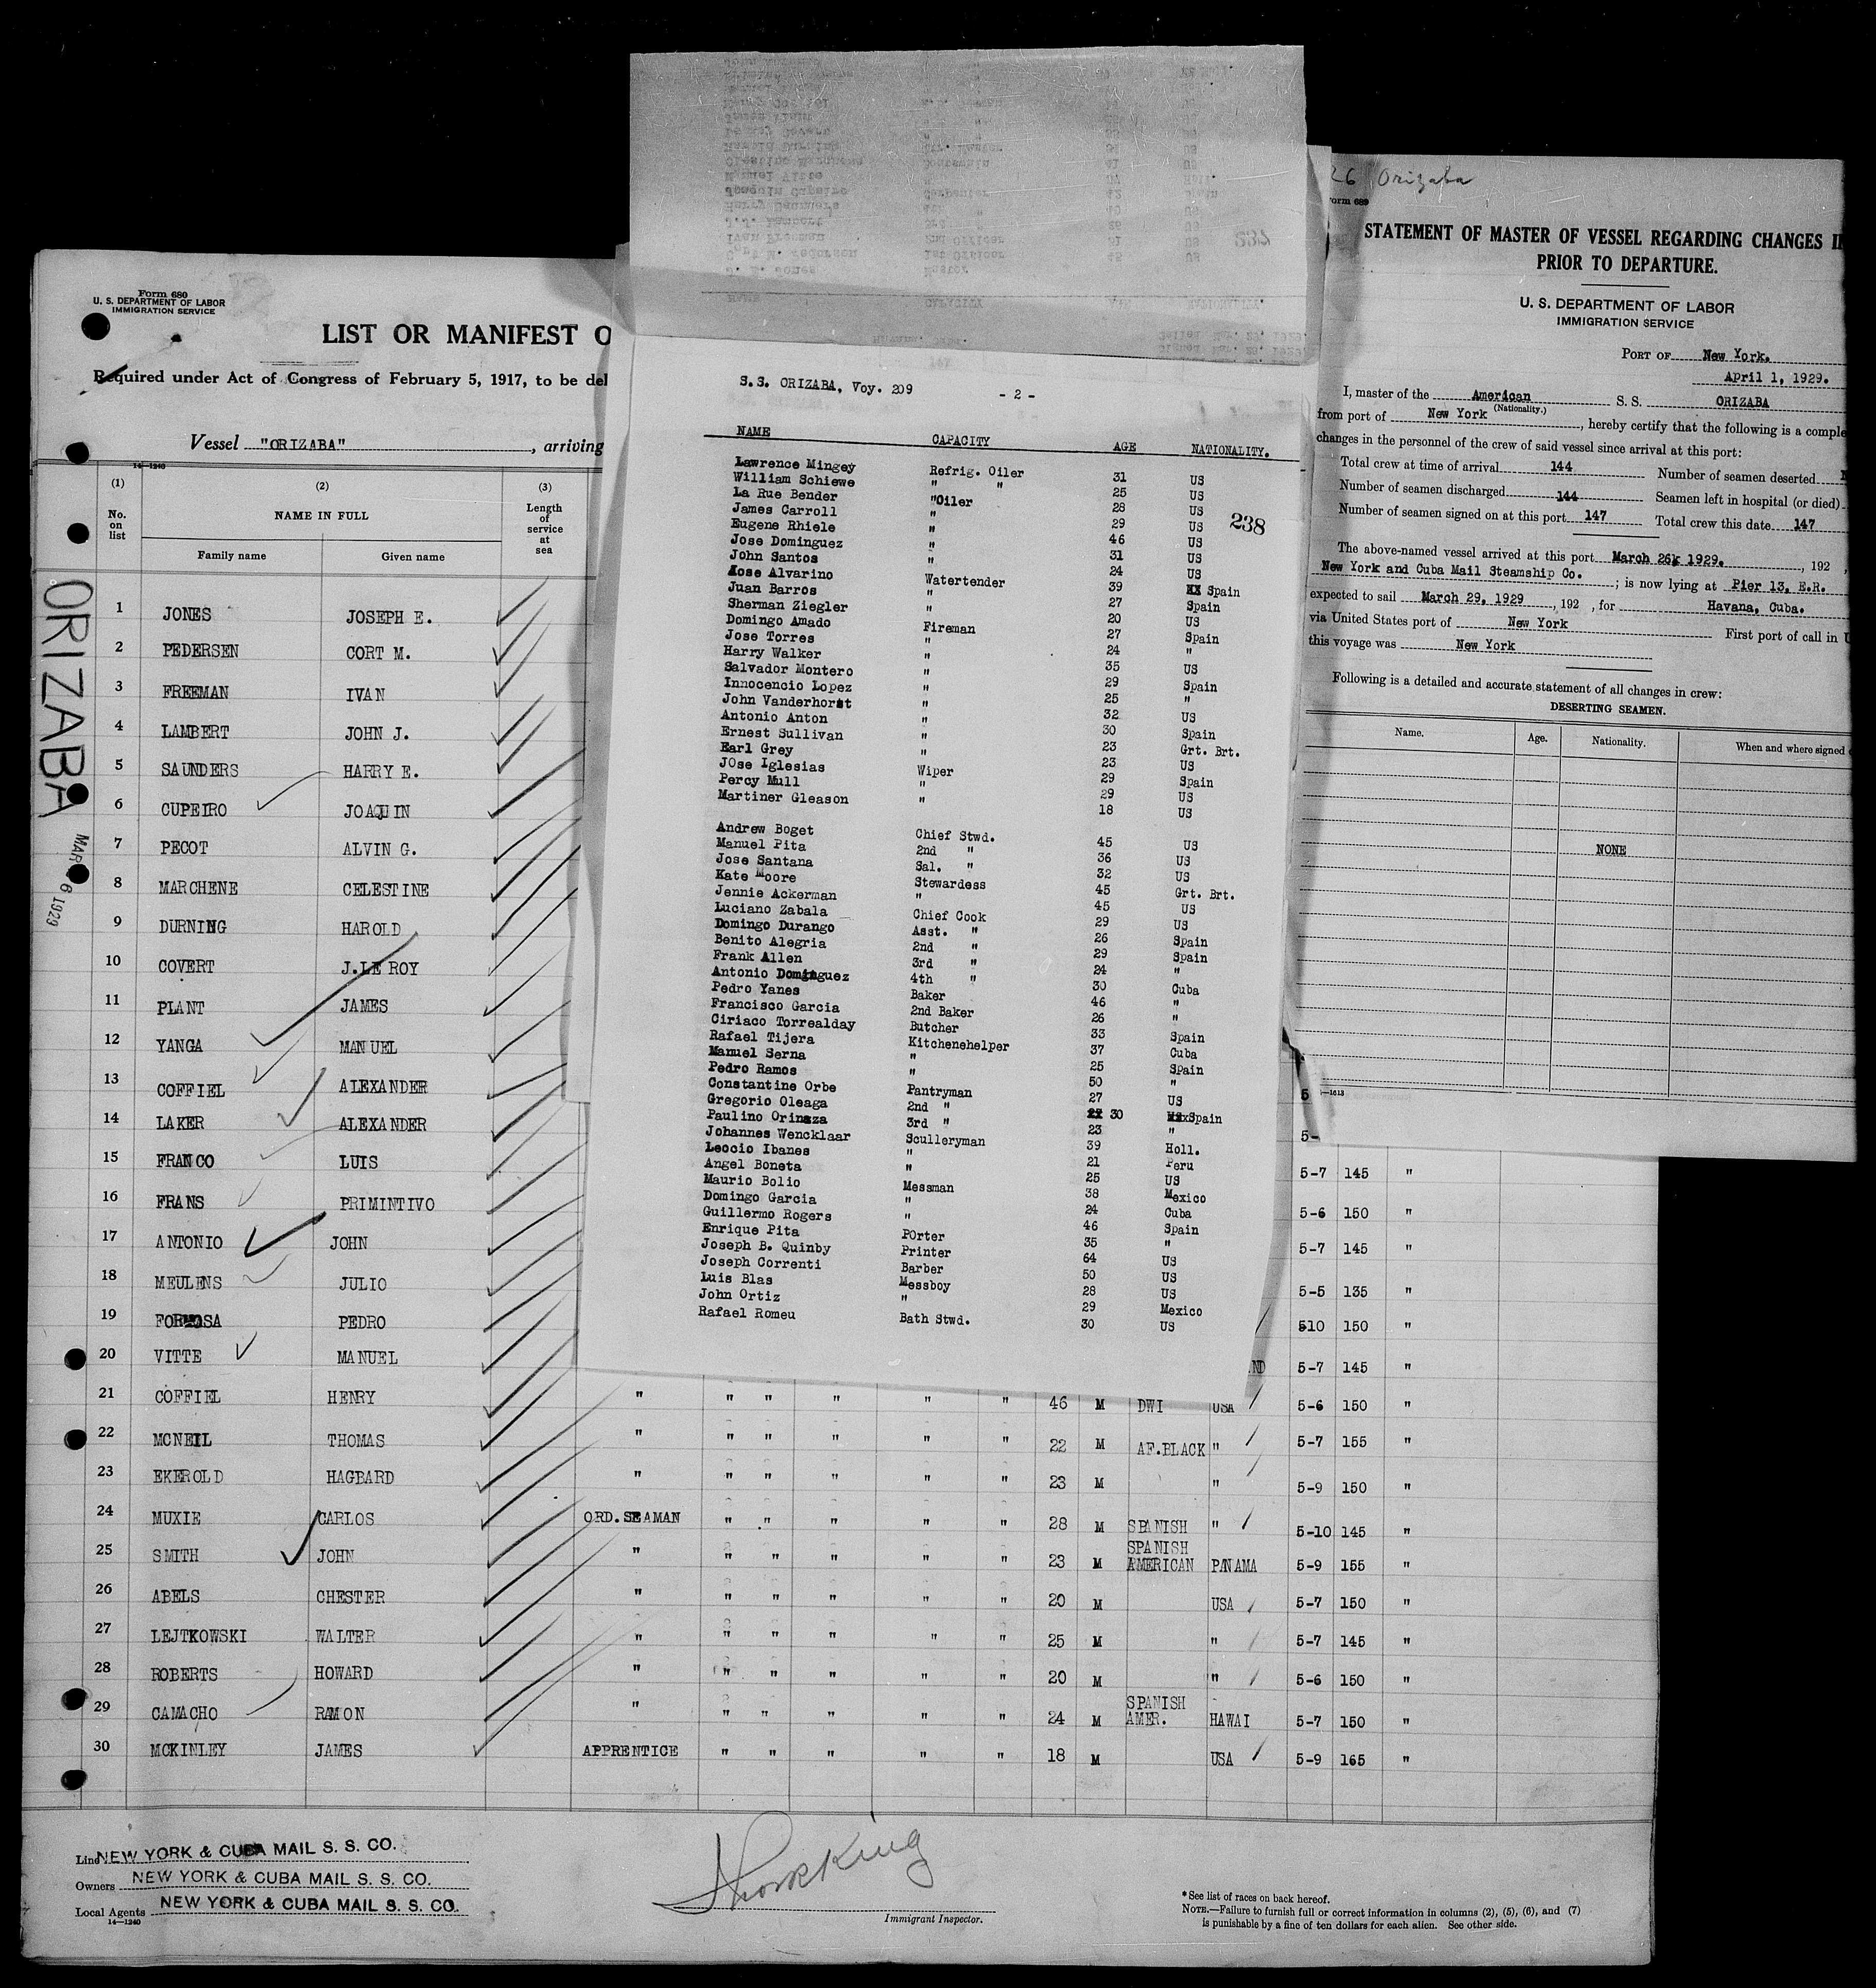 Form 680
U. S. DEPARTMENT OF LABOR
IMMIGRATION SERVICE
LIST OR MANIFEST O
Required under Act of Congress of February 5, 1917, to be del
Vessel "ORIZABA", arriving
14—1240
(1) (2) (3)
No. on list NAME IN FULL Length of service at sea
Family name Given name
ORIZABA
MAR 6 1929
1 JONES JOSEPH E.
2 PEDERSEN CORT M.
3 FREEMAN IVAN
4 LAMBERT JOHN J.
5 SAUNDERS HARRY E.
6 CUPEIRO JOAQUIN
7 PECOT ALVIN G.
8 MARCHENE CELESTINE
9 DURNING HAROLD
10 COVERT J.LE ROY
11 PLANT JAMES
12 YANGA MANUEL
13 COFFIEL ALEXANDER
14 LAKER ALEXANDER
15 FRANCO LUIS 5-7 145 "
16 FRANS PRIMINTIVO 5-6 150 "
17 ANTONIO JOHN 5-7 145 "
18 MEULENS JULIO 5-5 135 "
19 FORMOSA PEDRO 510 150 "
20 VITTE MANUEL ND 5-7 145 "
21 COFFIEL HENRY " " " " " " 46 M DWI USA 5-6 150 "
22 MCNEIL THOMAS " " " " " " 22 M AF.BLACK " 5-7 155 "
23 EKEROLD HAGBARD " " " " " " 23 M " 5-9 150 "
24 MUXIE CARLOS ORD.SEAMAN " " " " " 28 M SPANISH " 5-10 145 "
25 SMITH JOHN " " " " " " 23 M SPANISH AMERICAN PANAMA 5-9 155 "
26 ABELS CHESTER " " " " " " 20 M USA 5-7 150 "
27 LEJTKOWSKI WALTER " " " " " " 25 M " 5-7 145 "
28 ROBERTS HOWARD " " " " " " 20 M " 5-6 150 "
29 CAMACHO RAMON " " " " " " 24 M SPANISH AMER. HAWAI 5-7 150 "
30 MCKINLEY JAMES APPRENTICE " " " " " 18 M USA 5-9 165 "
Line NEW YORK & CUBA MAIL S. S. CO.
Owners NEW YORK & CUBA MAIL S. S. CO.
Local Agents NEW YORK & CUBA MAIL S. S. CO.
14—1240
Immigrant Inspector.
*See list of races on back hereof.
NOTE.—Failure to furnish full or correct information in columns (2), (5), (6), and (7)
is punishable by a fine of ten dollars for each alien. See other side.
S.S. ORIZABA, Voy. 209 - 2 -
NAME CAPACITY AGE NATIONALITY.
238
Lawrence Mingey Refrig. Oiler 31 US
William Schiewe " " 25 US
La Rue Bender "Oiler 28 US
James Carroll " 29 US
Eugene Rhiele " 46 US
Jose Dominguez " 31 US
John Santos " 24 US
Jose Alvarino Watertender 39 Spain
Juan Barros " 27 Spain
Sherman Ziegler " 20 US
Domingo Amado Fireman 27 Spain
Jose Torres " 24 "
Harry Walker " 35 US
Salvador Montero " 29 Spain
Innocencio Lopez " 25 "
John Vanderhorst " 32 US
Antonio Anton " 30 Spain
Ernest Sullivan " 23 Grt. Brt.
Earl Grey " 23 US
JOse Iglesias Wiper 29 Spain
Percy Mull " 29 US
Martiner Gleason " 18 US
Andrew Boget Chief Stwd. 45 US
Manuel Pita 2nd " 36 US
Jose Santana Sal. " 32 US
Kate Moore Stewardess 45 Grt. Brt.
Jennie Ackerman " 45 US
Luciano Zabala Chief Cook 29 US
Domingo Durango Asst. " 26 Spain
Benito Alegria 2nd " 29 Spain
Frank Allen 3rd " 24 "
Antonio Dominguez 4th " 30 Cuba
Pedro Yanes Baker 46 "
Francisco Garcia 2nd Baker 26 "
Ciriaco Torrealday Butcher 33 Spain
Rafael Tijera Kitchenehelper 37 Cuba
Manuel Serna " 25 Spain
Pedro Ramos " 50 "
Constantine Orbe Pantryman 27 US
Gregorio Oleaga 2nd " 30 Spain
Paulino Orinaza 3rd " 23 "
Johannes Wencklaar Sculleryman 39 Holl.
Leocio Ibanes " 21 Peru
Angel Boneta " 25 US
Maurio Bolio Messman 38 Mexico
Domingo Garcia " 24 Cuba
Guillermo Rogers " 46 Spain
Enrique Pita POrter 35 "
Joseph B. Quinby Printer 64 US
Joseph Correnti Barber 50 US
Luis Blas Messboy 28 US
John Ortiz " 29 Mexico
Rafael Romeu Bath Stwd. 30 US
26 Orizaba
orm 689
STATEMENT OF MASTER OF VESSEL REGARDING CHANGES I
PRIOR TO DEPARTURE.
U. S. DEPARTMENT OF LABOR
IMMIGRATION SERVICE
PORT OF New York.
April 1, 1929.
I, master of the American S. S. ORIZABA
(Nationality.)
from port of New York, hereby certify that the following is a comple
changes in the personnel of the crew of said vessel since arrival at this port:
Total crew at time of arrival 144 Number of seamen deserted N
Number of seamen discharged 144 Seamen left in hospital (or died)
Number of seamen signed on at this port 147 Total crew this date 147
The above-named vessel arrived at this port March 26, 1929., 192 ,
New York and Cuba Mail Steamship Co. ; is now lying at Pier 13, E.R.
expected to sail March 29, 1929, 192 , for Havana, Cuba.
via United States port of New York First port of call in U
this voyage was New York
Following is a detailed and accurate statement of all changes in crew:
DESERTING SEAMEN.
Name. Age. Nationality. When and where signed
NONE
—1613
5
5-